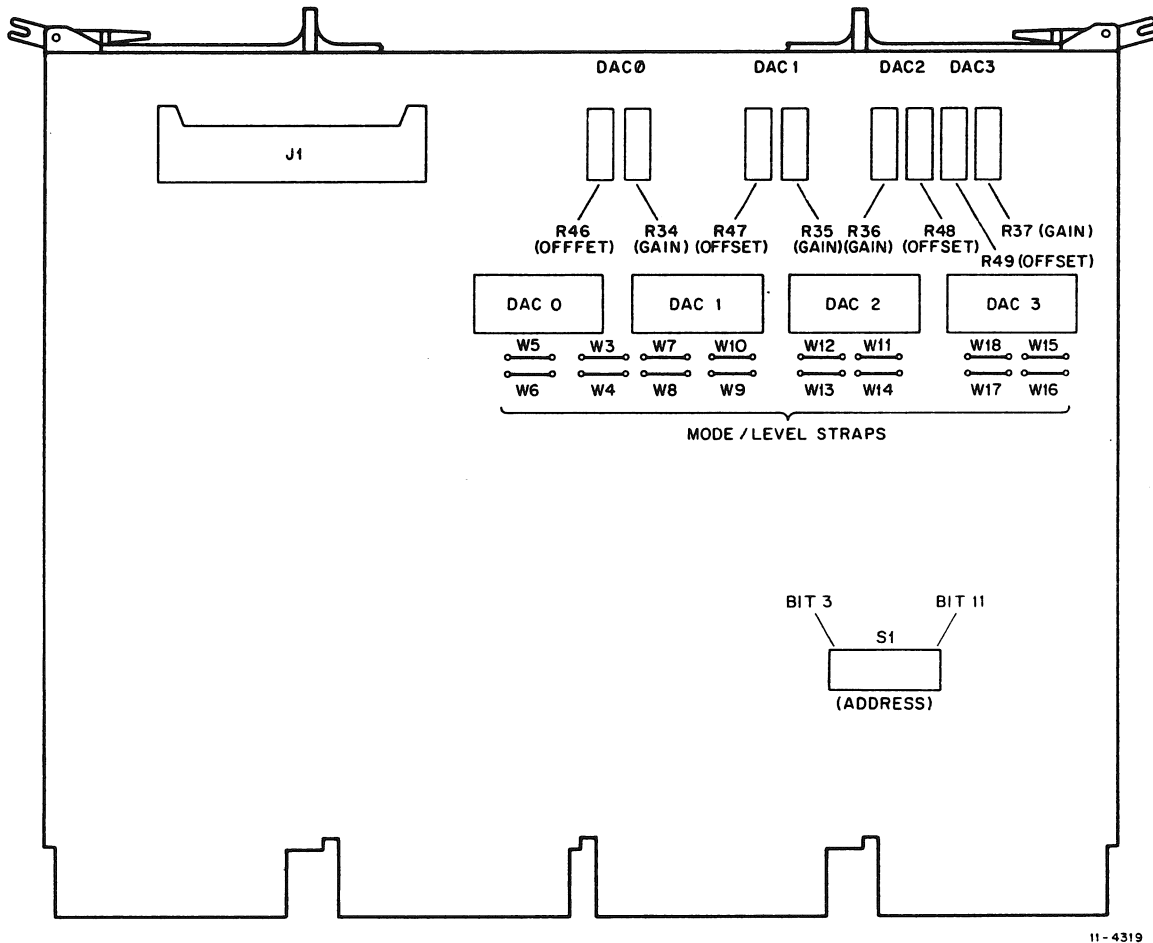 DACØ DAC1 DAC2 DAC3
J1
R46 R34 R47 R35 R36 R48 R37 (GAIN)
(OFFFET) (GAIN) (OFFSET) (GAIN) (GAIN) (OFFSET)
R49 (OFFSET)
DAC 0 DAC 1 DAC 2 DAC 3
W5 W3 W7 W10 W12 W11 W18 W15
W6 W4 W8 W9 W13 W14 W17 W16
MODE / LEVEL STRAPS
BIT 3 BIT 11
S1
(ADDRESS)
11-4319